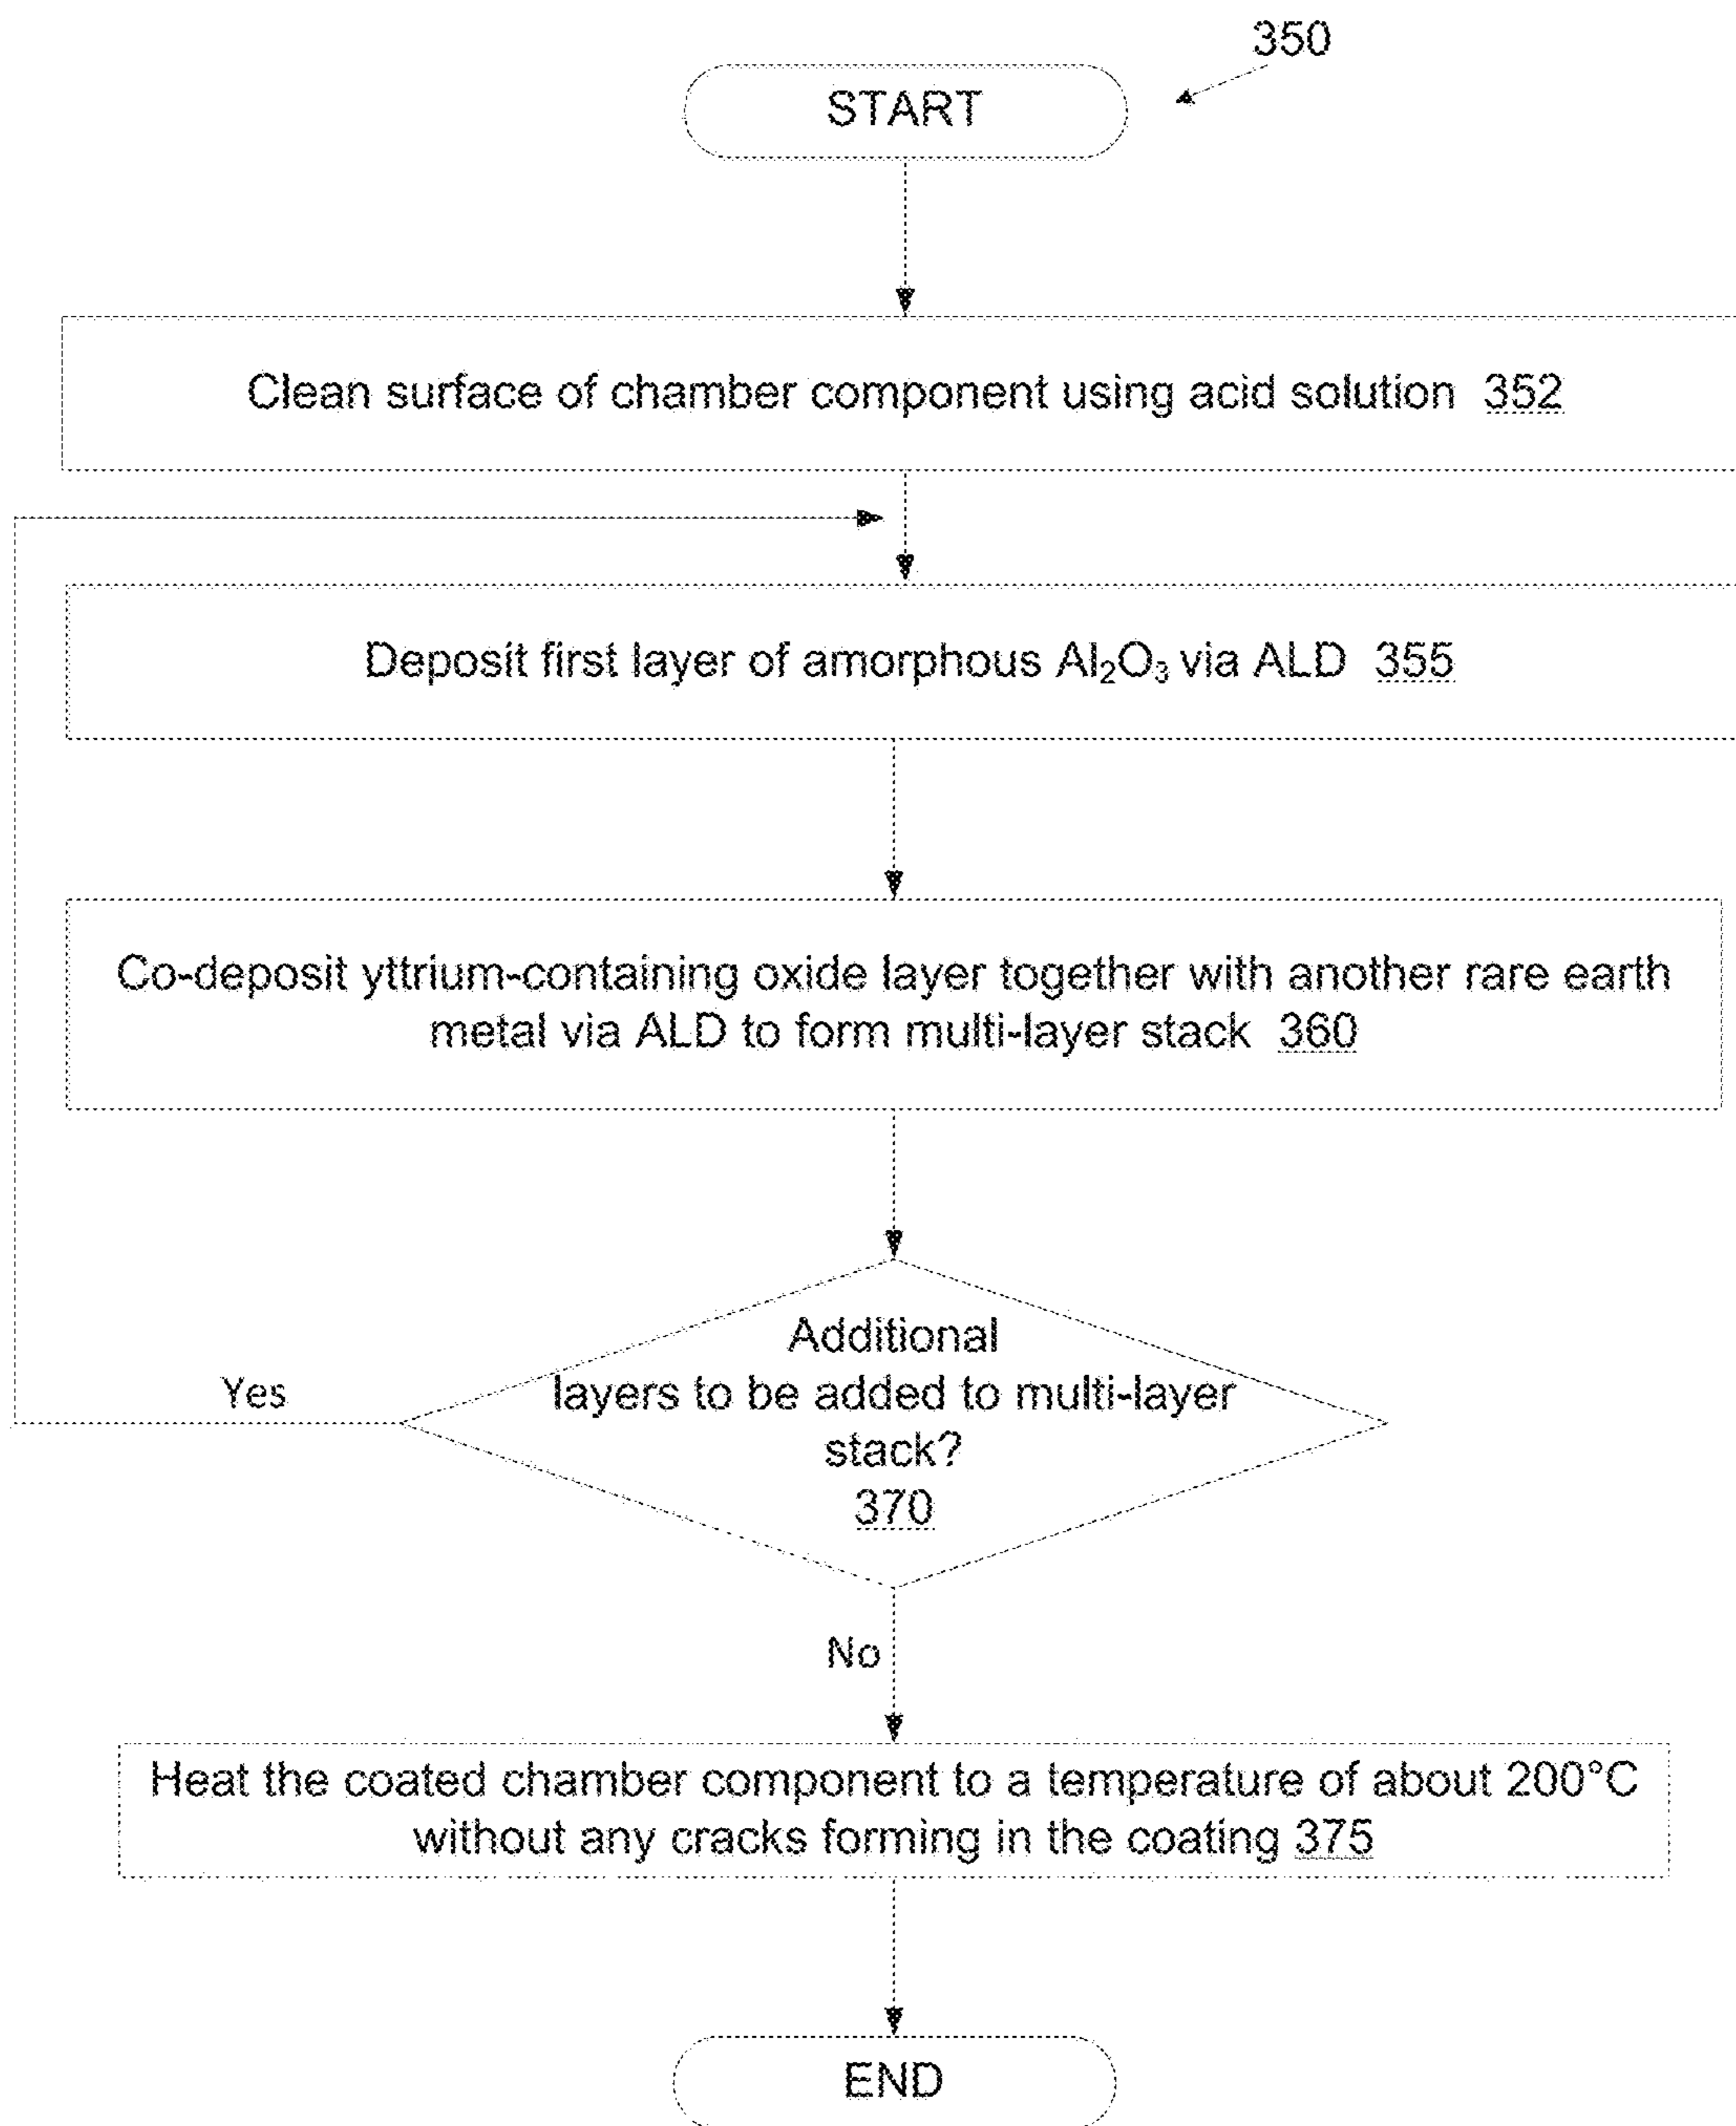 350
START
Clean surface of chamber component using acid solution 352
Deposit first layer of amorphous Al₂O₃ via ALD 355
Co-deposit yttrium-containing oxide layer together with another rare earth
metal via ALD to form multi-layer stack 360
Additional
layers to be added to multi-layer
stack?
370
Yes
No
Heat the coated chamber component to a temperature of about 200°C
without any cracks forming in the coating 375
END